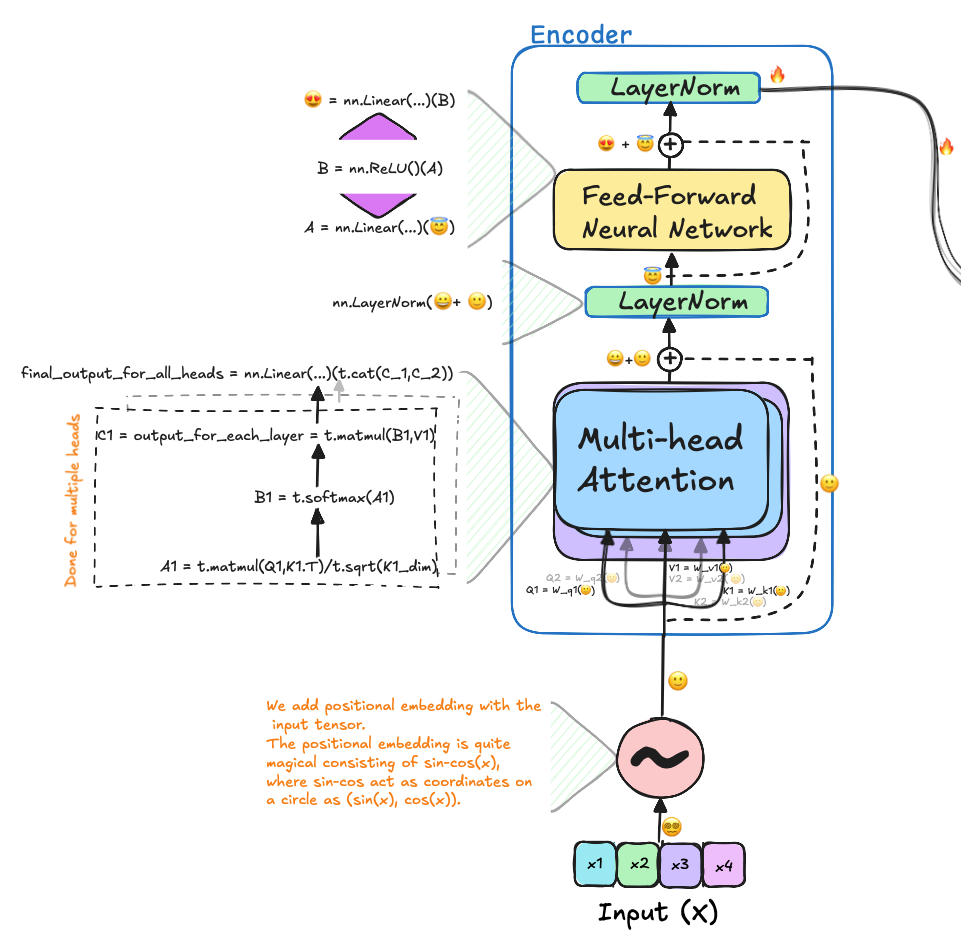 Encoder
LayerNorm 🔥
😍 = nn.Linear(...)(B)
B = nn.ReLU()(A)
A = nn.Linear(...)(😇)
😍 + 😇 +
🔥
Feed-Forward
Neural Network
😇
nn.LayerNorm(😀+ 🙂)
LayerNorm
😀+🙂 +
final_output_for_all_heads = nn.Linear(...)(t.cat(C_1,C_2))
Done for multiple heads
C1 = output_for_each_layer = t.matmul(B1,V1)
B1 = t.softmax(A1)
A1 = t.matmul(Q1,K1.T)/t.sqrt(K1_dim)
Multi-head
Attention
🙂
V1 = W_v1(🙂)
Q2 = W_q2(🙂)
V2 = W_v2(🙂)
Q1 = W_q1(🙂)
K1 = W_k1(🙂)
K2 = W_k2(🙂)
🙂
We add positional embedding with the
input tensor.
The positional embedding is quite
magical consisting of sin-cos(x),
where sin-cos act as coordinates on
a circle as (sin(x), cos(x)).
~
😵‍💫
x1 x2 x3 x4
Input (X)